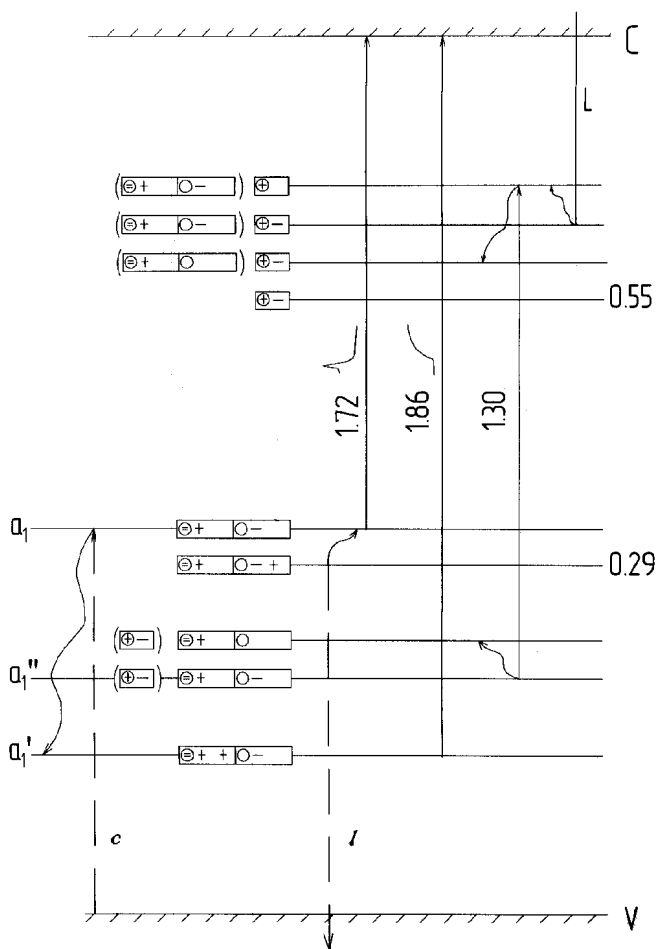 C
L
(⊜+ ○−) ⊕
(⊜+ ○−) ⊕−
(⊜+ ○) ⊕−
⊕− 0.55
1.72 1.86 1.30
a₁ ⊜+ ○−
⊜+ ○−+ 0.29
(⊕−) ⊜+ ○
a₁" (⊕−) ⊜+ ○−
a₁' ⊜++ ○−
c I
V